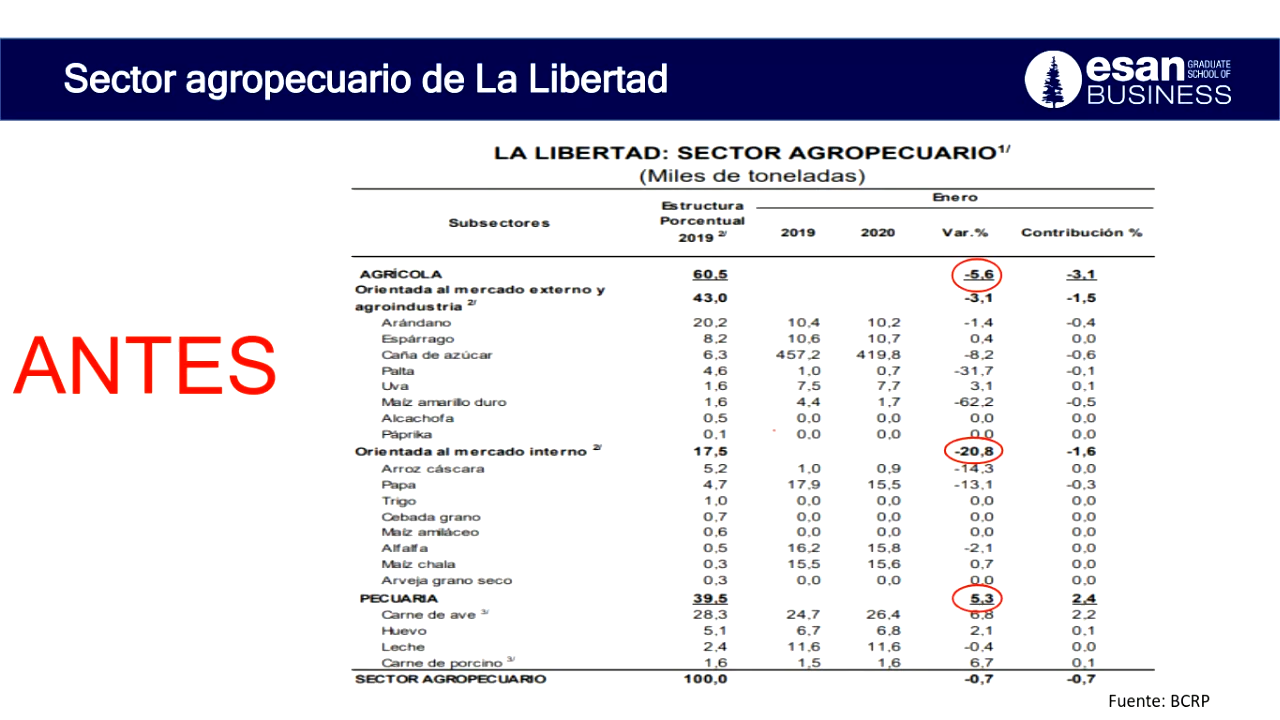 Sector agropecuario de La Libertad
esan GRADUATE SCHOOL OF BUSINESS
LA LIBERTAD: SECTOR AGROPECUARIO 1/
(Miles de toneladas)
Subsectores Estructura Porcentual 2019 2/ Enero
2019 2020 Var.% Contribución %
AGRÍCOLA 60,5 -5,6 -3,1
Orientada al mercado externo y agroindustria 2/ 43,0 -3,1 -1,5
Arándano 20,2 10,4 10,2 -1,4 -0,4
Espárrago 8,2 10,6 10,7 0,4 0,0
Caña de azúcar 6,3 457,2 419,8 -8,2 -0,6
Palta 4,6 1,0 0,7 -31,7 -0,1
Uva 1,6 7,5 7,7 3,1 0,1
Maíz amarillo duro 1,6 4,4 1,7 -62,2 -0,5
Alcachofa 0,5 0,0 0,0 0,0 0,0
Páprika 0,1 0,0 0,0 0,0 0,0
Orientada al mercado interno 2/ 17,5 -20,8 -1,6
Arroz cáscara 5,2 1,0 0,9 -14,3 0,0
Papa 4,7 17,9 15,5 -13,1 -0,3
Trigo 1,0 0,0 0,0 0,0 0,0
Cebada grano 0,7 0,0 0,0 0,0 0,0
Maíz amiláceo 0,6 0,0 0,0 0,0 0,0
Alfalfa 0,5 16,2 15,8 -2,1 0,0
Maíz chala 0,3 15,5 15,6 0,7 0,0
Arveja grano seco 0,3 0,0 0,0 0,0 0,0
PECUARIA 39,5 5,3 2,4
Carne de ave 3/ 28,3 24,7 26,4 6,8 2,2
Huevo 5,1 6,7 6,8 2,1 0,1
Leche 2,4 11,6 11,6 -0,4 0,0
Carne de porcino 3/ 1,6 1,5 1,6 6,7 0,1
SECTOR AGROPECUARIO 100,0 -0,7 -0,7
ANTES
Fuente: BCRP